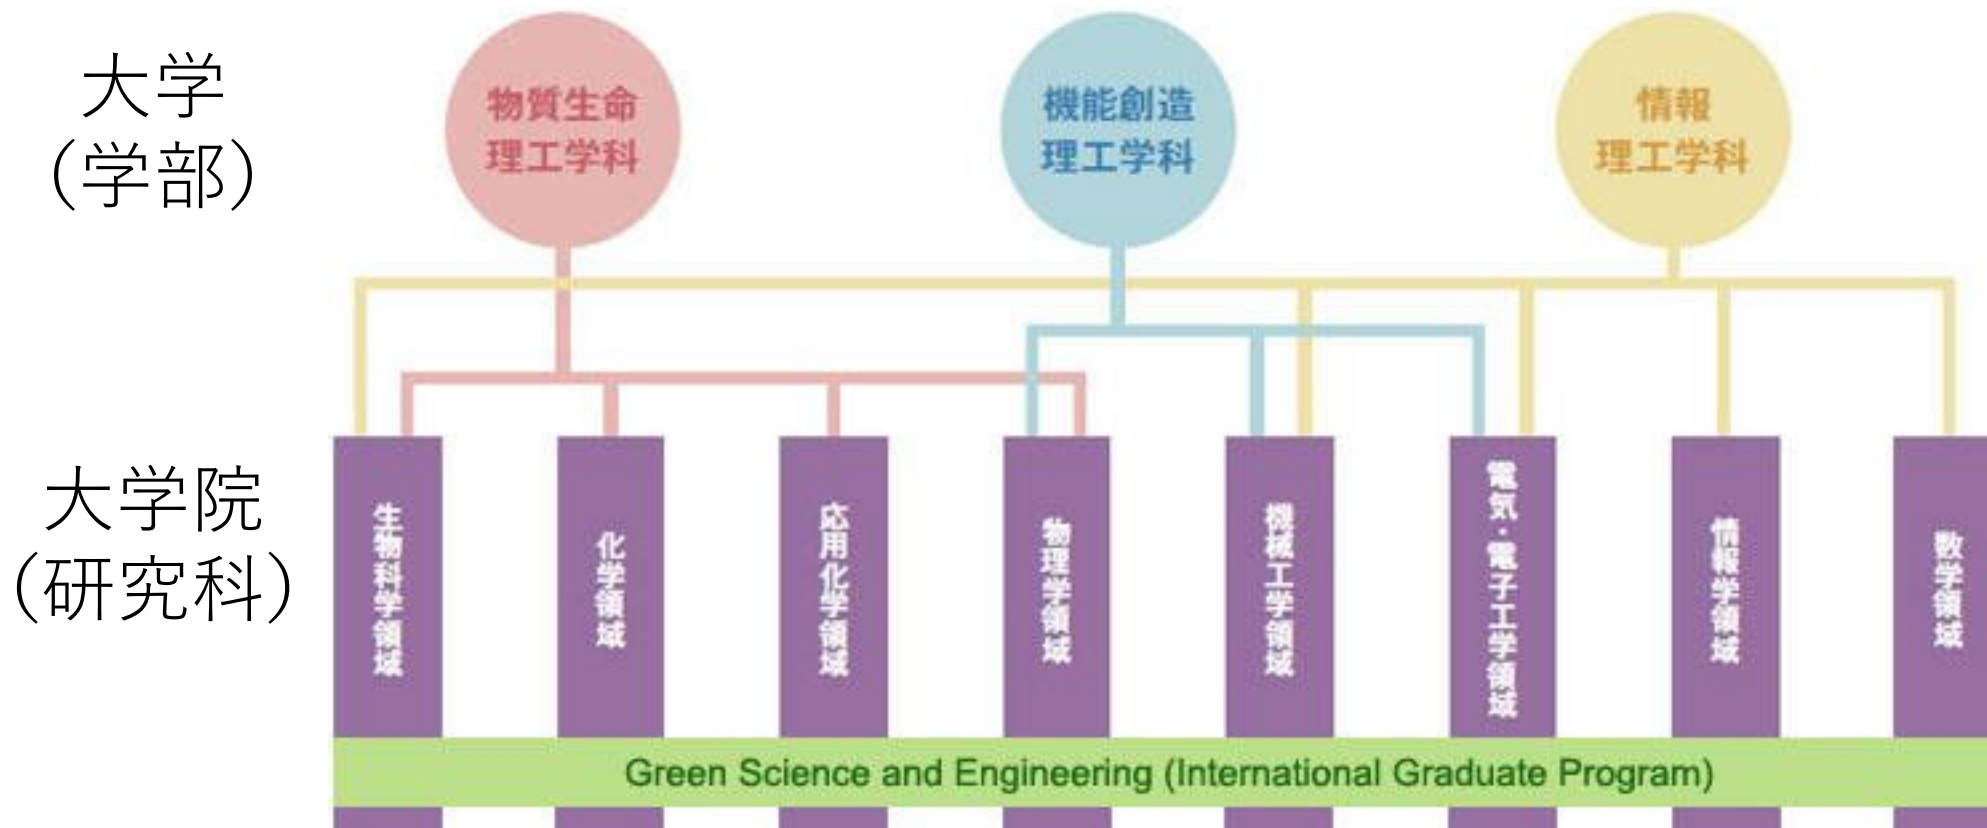 大学
(学部)
物質生命
理工学科
機能創造
理工学科
情報
理工学科
大学院
(研究科)
生物科学領域
化学領域
応用化学領域
物理学領域
機械工学領域
電気・電子工学領域
情報学領域
数学領域
Green Science and Engineering (International Graduate Program)